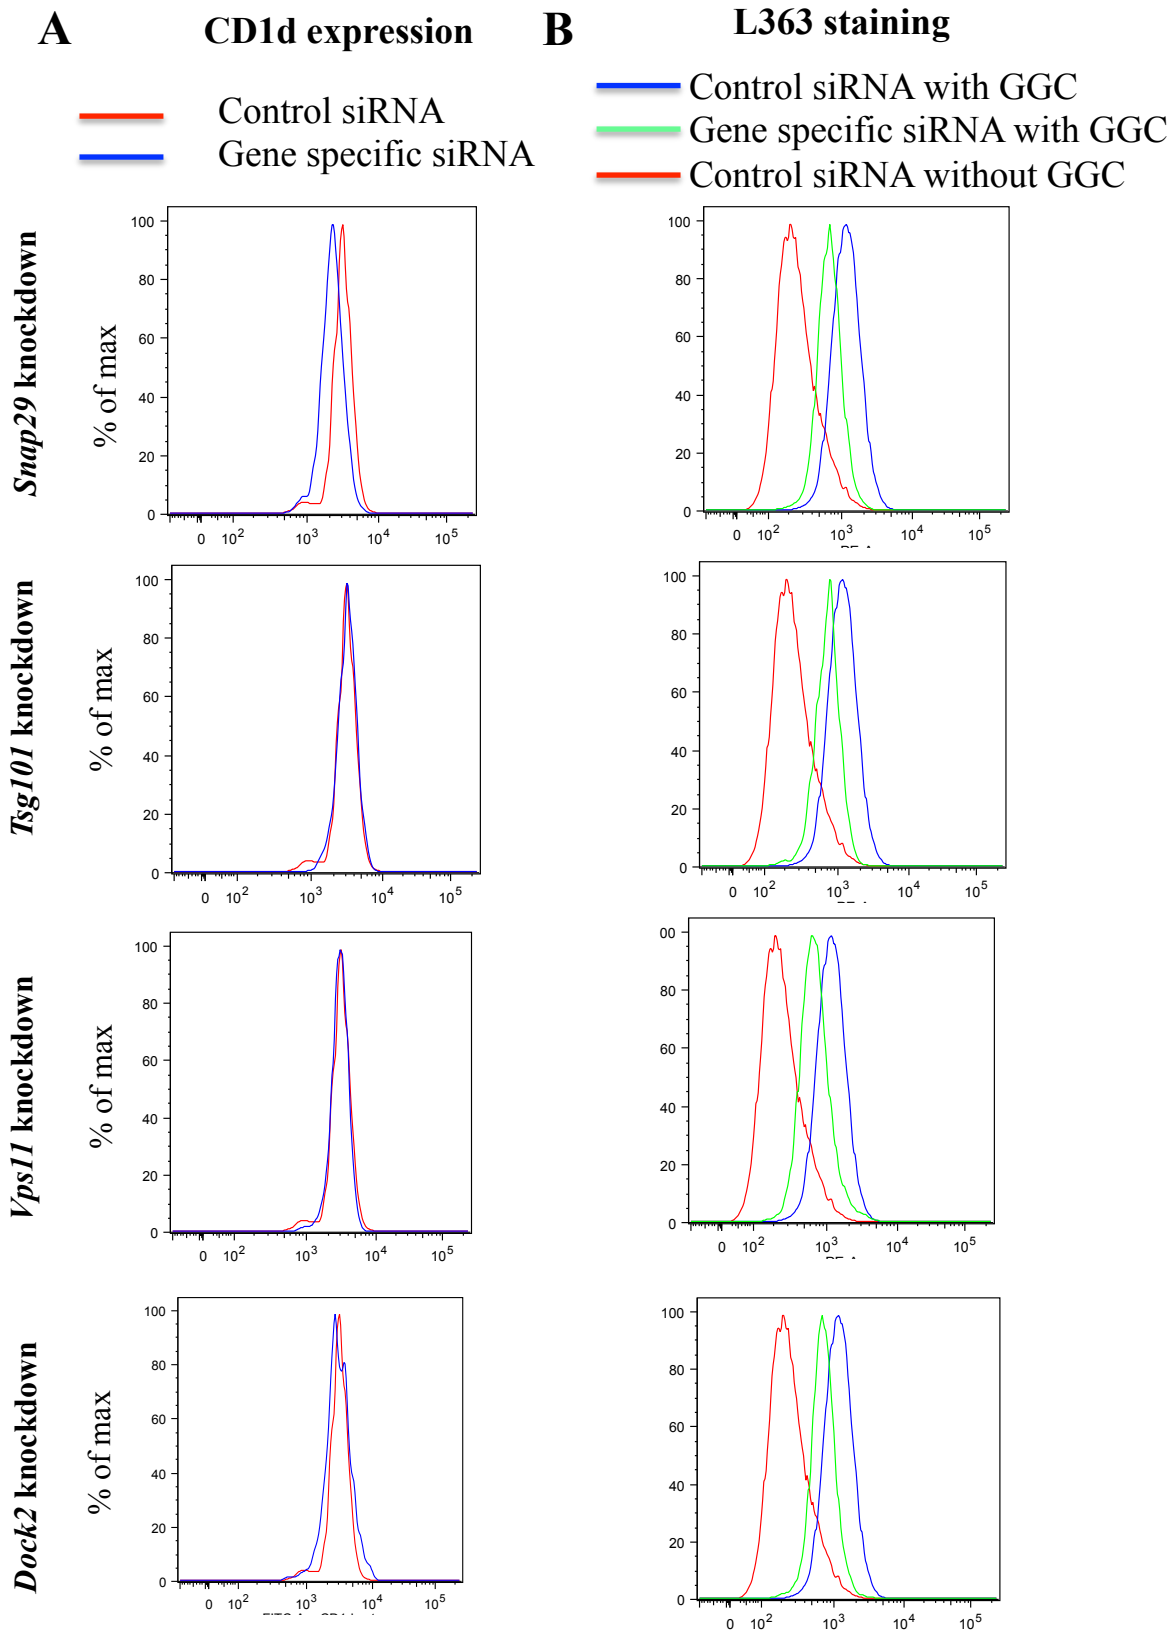 A CD1d expression B L363 staining
Control siRNA
Gene specific siRNA
Control siRNA with GGC
Gene specific siRNA with GGC
Control siRNA without GGC
Snap29 knockdown
% of max
100
80
60
40
20
0
0 10² 10³ 10⁴ 10⁵
100
80
60
40
20
0
0 10² 10³ 10⁴ 10⁵
Tsg101 knockdown
% of max
100
80
60
40
20
0
0 10² 10³ 10⁴ 10⁵
100
80
60
40
20
0
0 10² 10³ 10⁴ 10⁵
Vps11 knockdown
% of max
100
80
60
40
20
0
0 10² 10³ 10⁴ 10⁵
00
80
60
40
20
0
0 10² 10³ 10⁴ 10⁵
Dock2 knockdown
% of max
100
80
60
40
20
0
0 10² 10³ 10⁴ 10⁵
100
80
60
40
20
0
0 10² 10³ 10⁴ 10⁵